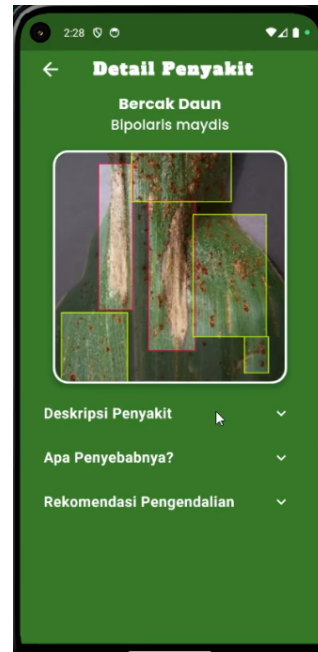 2:28
Detail Penyakit
Bercak Daun
Bipolaris maydis
Deskripsi Penyakit
Apa Penyebabnya?
Rekomendasi Pengendalian